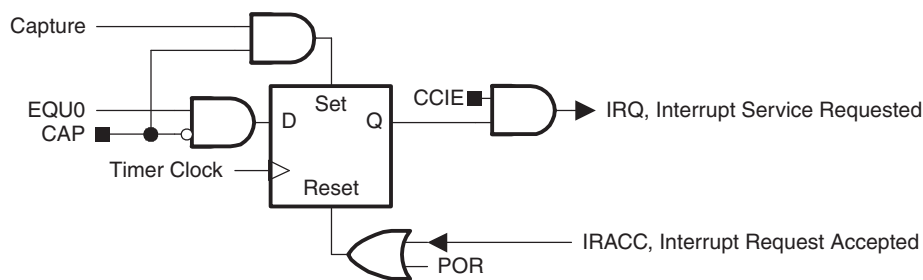 Capture
EQU0
CAP
Set
D
Q
CCIE
IRQ, Interrupt Service Requested
Timer Clock
Reset
IRACC, Interrupt Request Accepted
POR